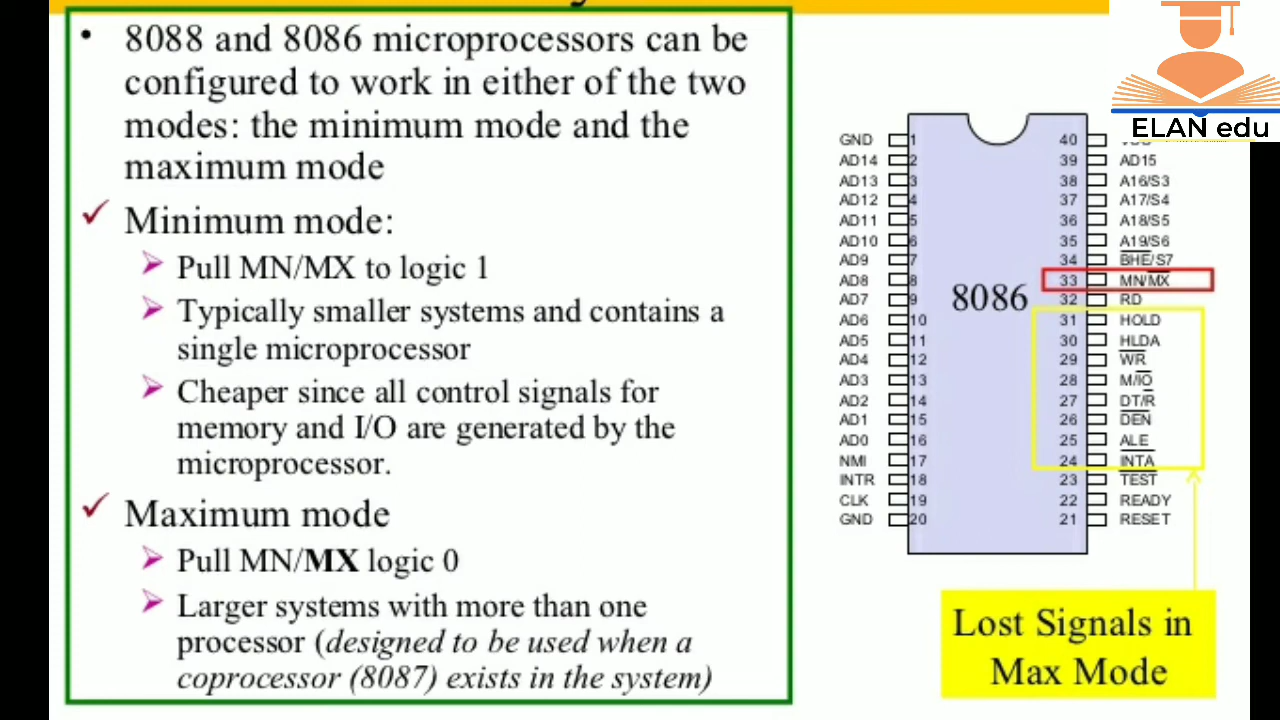 • 8088 and 8086 microprocessors can be
configured to work in either of the two
modes: the minimum mode and the
maximum mode
✓ Minimum mode:
➢ Pull MN/MX to logic 1
➢ Typically smaller systems and contains a
single microprocessor
➢ Cheaper since all control signals for
memory and I/O are generated by the
microprocessor.
✓ Maximum mode
➢ Pull MN/MX logic 0
➢ Larger systems with more than one
processor (designed to be used when a
coprocessor (8087) exists in the system)
ELAN edu
8086
GND 1 40
AD14 2 39 AD15
AD13 3 38 A16/S3
AD12 4 37 A17/S4
AD11 5 36 A18/S5
AD10 6 35 A19/S6
AD9 7 34 BHE/S7
AD8 8 33 MN/MX
AD7 9 32 RD
AD6 10 31 HOLD
AD5 11 30 HLDA
AD4 12 29 WR
AD3 13 28 M/IO
AD2 14 27 DT/R
AD1 15 26 DEN
AD0 16 25 ALE
NMI 17 24 INTA
INTR 18 23 TEST
CLK 19 22 READY
GND 20 21 RESET
Lost Signals in
Max Mode